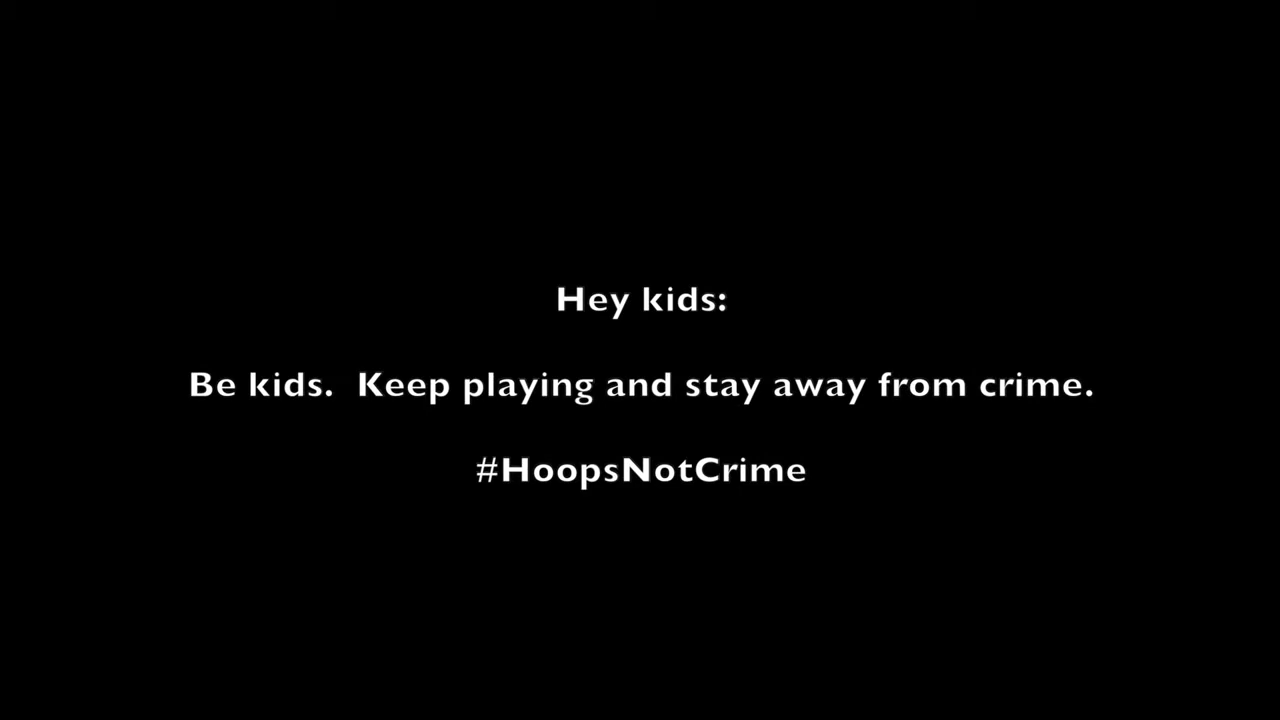 Hey kids:
Be kids.  Keep playing and stay away from crime.
#HoopsNotCrime